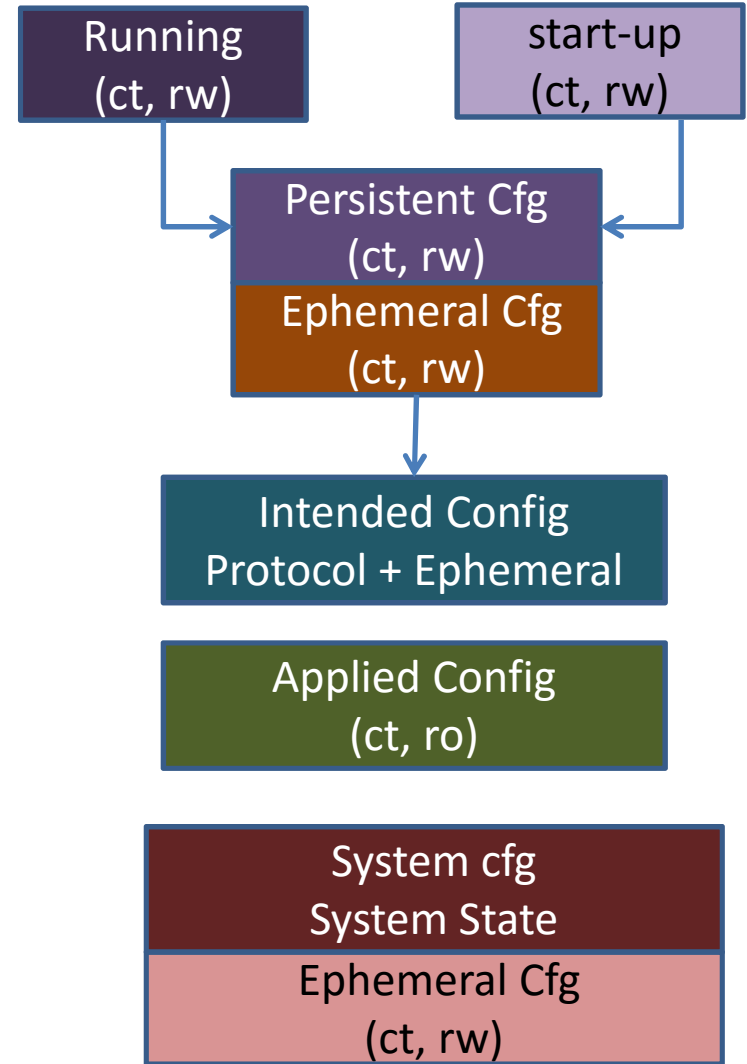 Running
(ct, rw)
start-up
(ct, rw)
Persistent Cfg
(ct, rw)
Ephemeral Cfg
(ct, rw)
Intended Config
Protocol + Ephemeral
Applied Config
(ct, ro)
System cfg
System State
Ephemeral Cfg
(ct, rw)